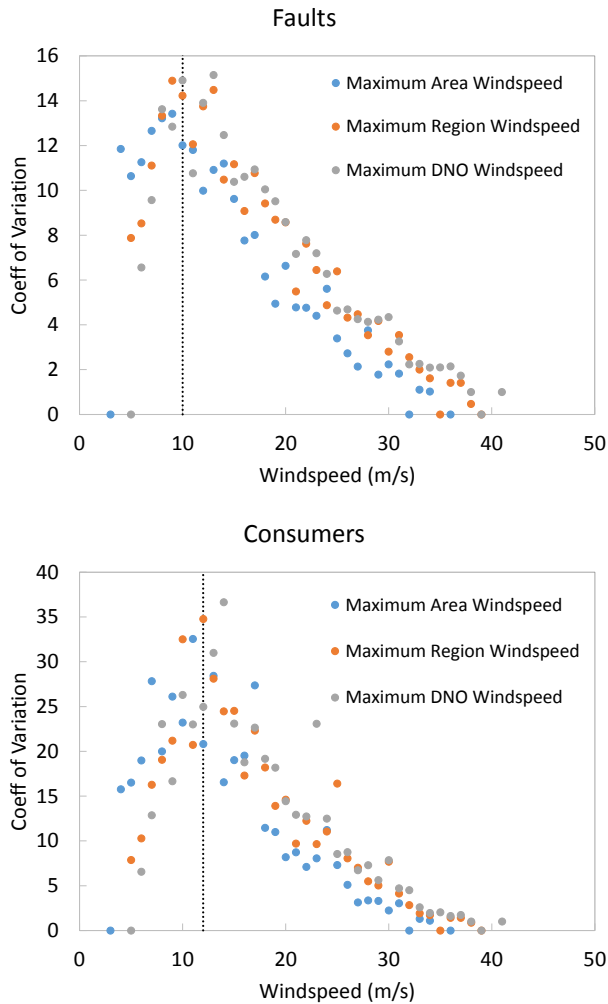 Faults
16
14
12
10
8
6
4
2
0
Coeff of Variation
Maximum Area Windspeed
Maximum Region Windspeed
Maximum DNO Windspeed
0 10 20 30 40 50
Windspeed (m/s)
Consumers
40
35
30
25
20
15
10
5
0
Coeff of Variation
Maximum Area Windspeed
Maximum Region Windspeed
Maximum DNO Windspeed
0 10 20 30 40 50
Windspeed (m/s)